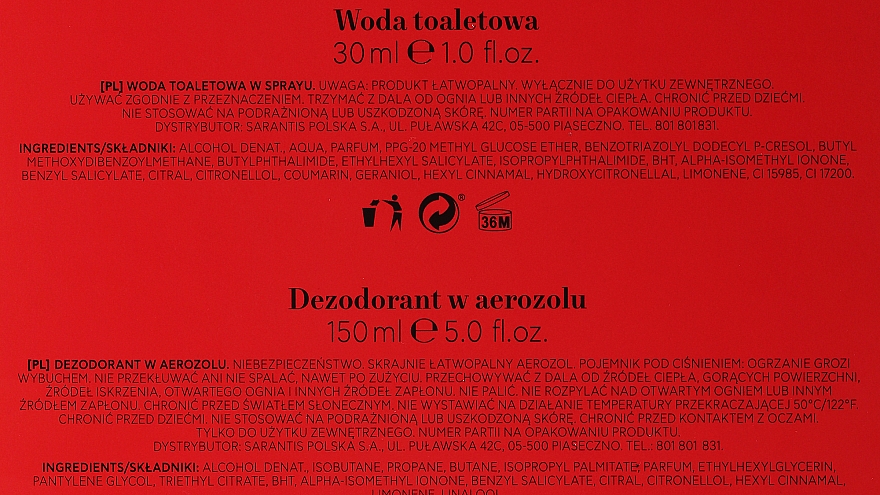 Woda toaletowa
30 ml ℮ 1.0 fl.oz.
[PL] WODA TOALETOWA W SPRAYU. UWAGA: PRODUKT ŁATWOPALNY. WYŁĄCZNIE DO UŻYTKU ZEWNĘTRZNEGO.
UŻYWAĆ ZGODNIE Z PRZEZNACZENIEM. TRZYMAĆ Z DALA OD OGNIA LUB INNYCH ŹRÓDEŁ CIEPŁA. CHRONIĆ PRZED DZIEĆMI.
NIE STOSOWAĆ NA PODRAŻNIONĄ LUB USZKODZONĄ SKÓRĘ. NUMER PARTII NA OPAKOWANIU PRODUKTU.
DYSTRYBUTOR: SARANTIS POLSKA S.A., UL. PUŁAWSKA 42C, 05-500 PIASECZNO. TEL. 801 801831.
INGREDIENTS/SKŁADNIKI: ALCOHOL DENAT., AQUA, PARFUM, PPG-20 METHYL GLUCOSE ETHER, BENZOTRIAZOLYL DODECYL P-CRESOL, BUTYL
METHOXYDIBENZOYLMETHANE, BUTYLPHTHALIMIDE, ETHYLHEXYL SALICYLATE, ISOPROPYLPHTHALIMIDE, BHT, ALPHA-ISOMETHYL IONONE,
BENZYL SALICYLATE, CITRAL, CITRONELLOL, COUMARIN, GERANIOL, HEXYL CINNAMAL, HYDROXYCITRONELLAL, LIMONENE, CI 15985, CI 17200.
® 36M
Dezodorant w aerozolu
150 ml ℮ 5.0 fl.oz.
[PL] DEZODORANT W AEROZOLU. NIEBEZPIECZEŃSTWO. SKRAJNIE ŁATWOPALNY AEROZOL. POJEMNIK POD CIŚNIENIEM: OGRZANIE GROZI
WYBUCHEM. NIE PRZEKŁUWAĆ ANI NIE SPALAĆ, NAWET PO ZUŻYCIU. PRZECHOWYWAĆ Z DALA OD ŹRÓDEŁ CIEPŁA, GORĄCYCH POWIERZCHNI,
ŹRÓDEŁ ISKRZENIA, OTWARTEGO OGNIA I INNYCH ŹRÓDEŁ ZAPŁONU. NIE PALIĆ. NIE ROZPYLAĆ NAD OTWARTYM OGNIEM LUB INNYM
ŹRÓDŁEM ZAPŁONU. CHRONIĆ PRZED ŚWIATŁEM SŁONECZNYM. NIE WYSTAWIAĆ NA DZIAŁANIE TEMPERATURY PRZEKRACZAJĄCEJ 50°C/122°F.
CHRONIĆ PRZED DZIEĆMI. NIE STOSOWAĆ NA PODRAŻNIONĄ LUB USZKODZONĄ SKÓRĘ. CHRONIĆ PRZED KONTAKTEM Z OCZAMI.
TYLKO DO UŻYTKU ZEWNĘTRZNEGO. NUMER PARTII NA OPAKOWANIU PRODUKTU.
DYSTRYBUTOR: SARANTIS POLSKA S.A., UL. PUŁAWSKA 42C, 05-500 PIASECZNO. TEL.: 801 801 831.
INGREDIENTS/SKŁADNIKI: ALCOHOL DENAT., ISOBUTANE, PROPANE, BUTANE, ISOPROPYL PALMITATE, PARFUM, ETHYLHEXYLGLYCERIN,
PANTYLENE GLYCOL, TRIETHYL CITRATE, BHT, ALPHA-ISOMETHYL IONONE, BENZYL SALICYLATE, CITRAL, CITRONELLOL, HEXYL CINNAMAL,
LIMONENE, LINALOOL